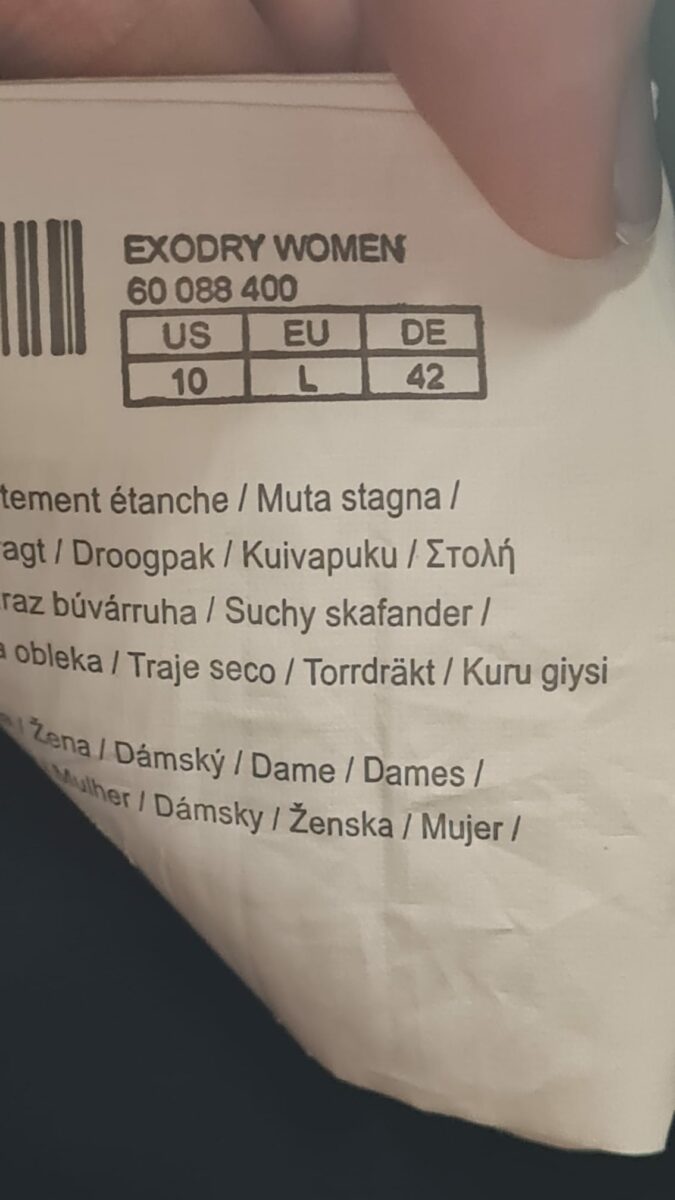 EXODRY WOMEN
60 088 400
US EU DE
10 L 42
tement étanche / Muta stagna /
agt / Droogpak / Kuivapuku / Στολή
raz búvárruha / Suchy skafander /
a obleka / Traje seco / Torrdräkt / Kuru giysi
/ Žena / Dámský / Dame / Dames /
Mulher / Dámsky / Ženska / Mujer /